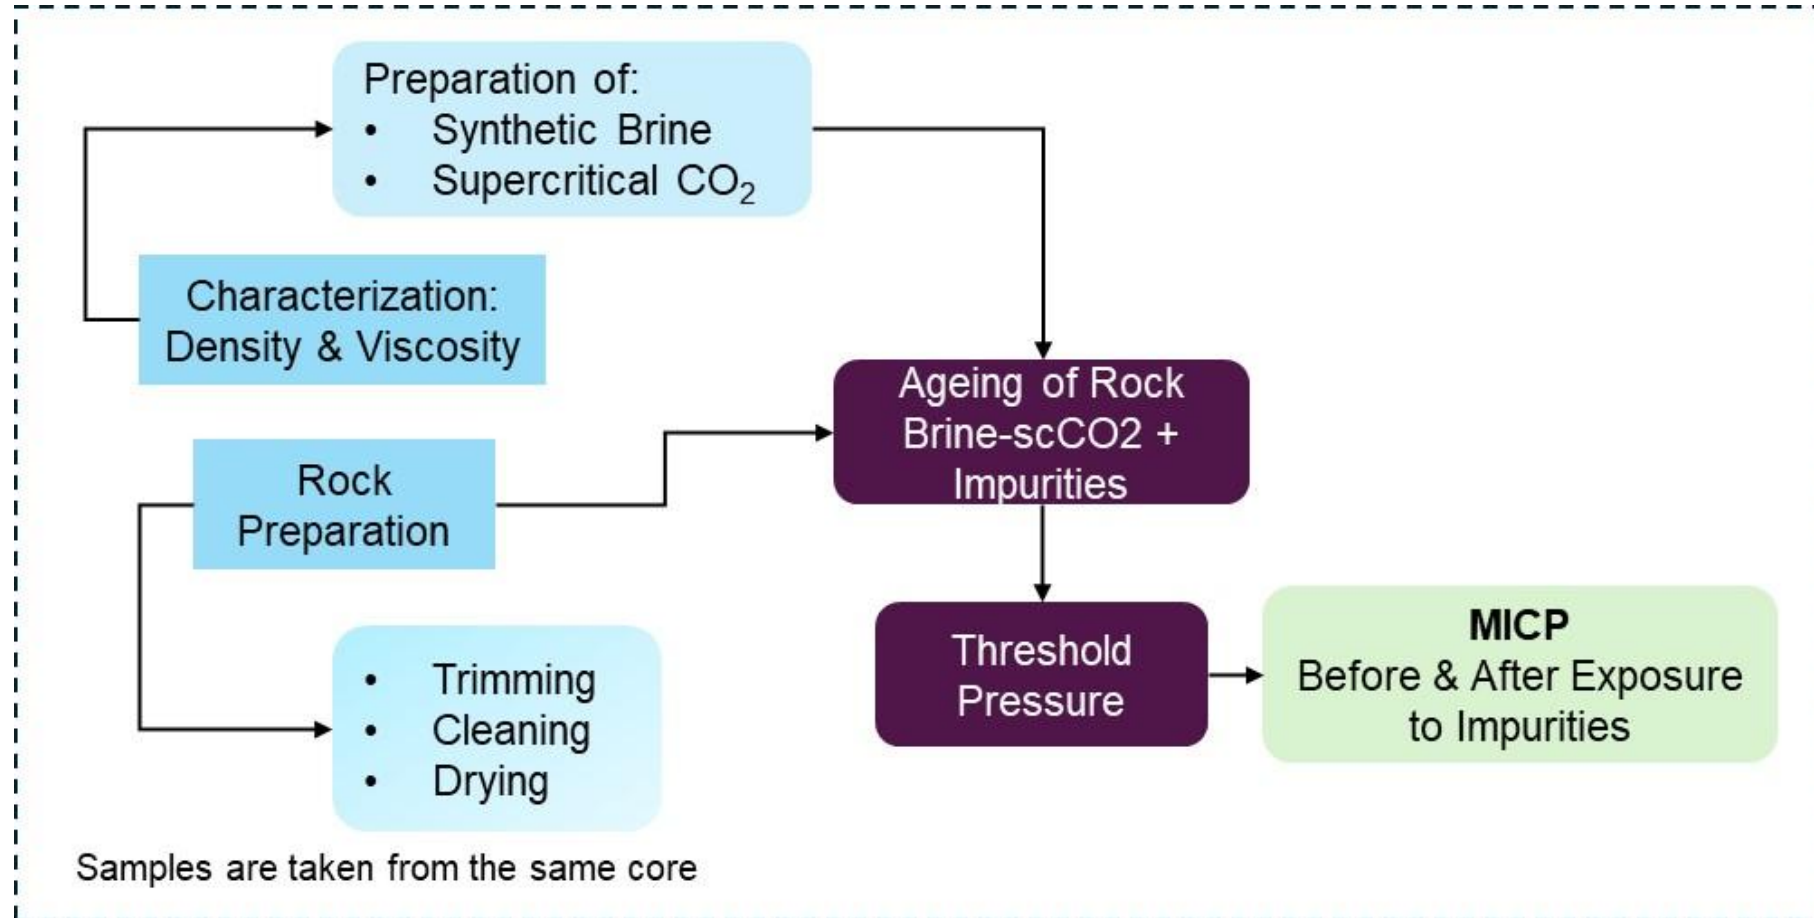 Preparation of:
• Synthetic Brine
• Supercritical CO₂
Characterization:
Density & Viscosity
Rock
Preparation
• Trimming
• Cleaning
• Drying
Samples are taken from the same core
Ageing of Rock
Brine-scCO2 +
Impurities
Threshold
Pressure
MICP
Before & After Exposure
to Impurities